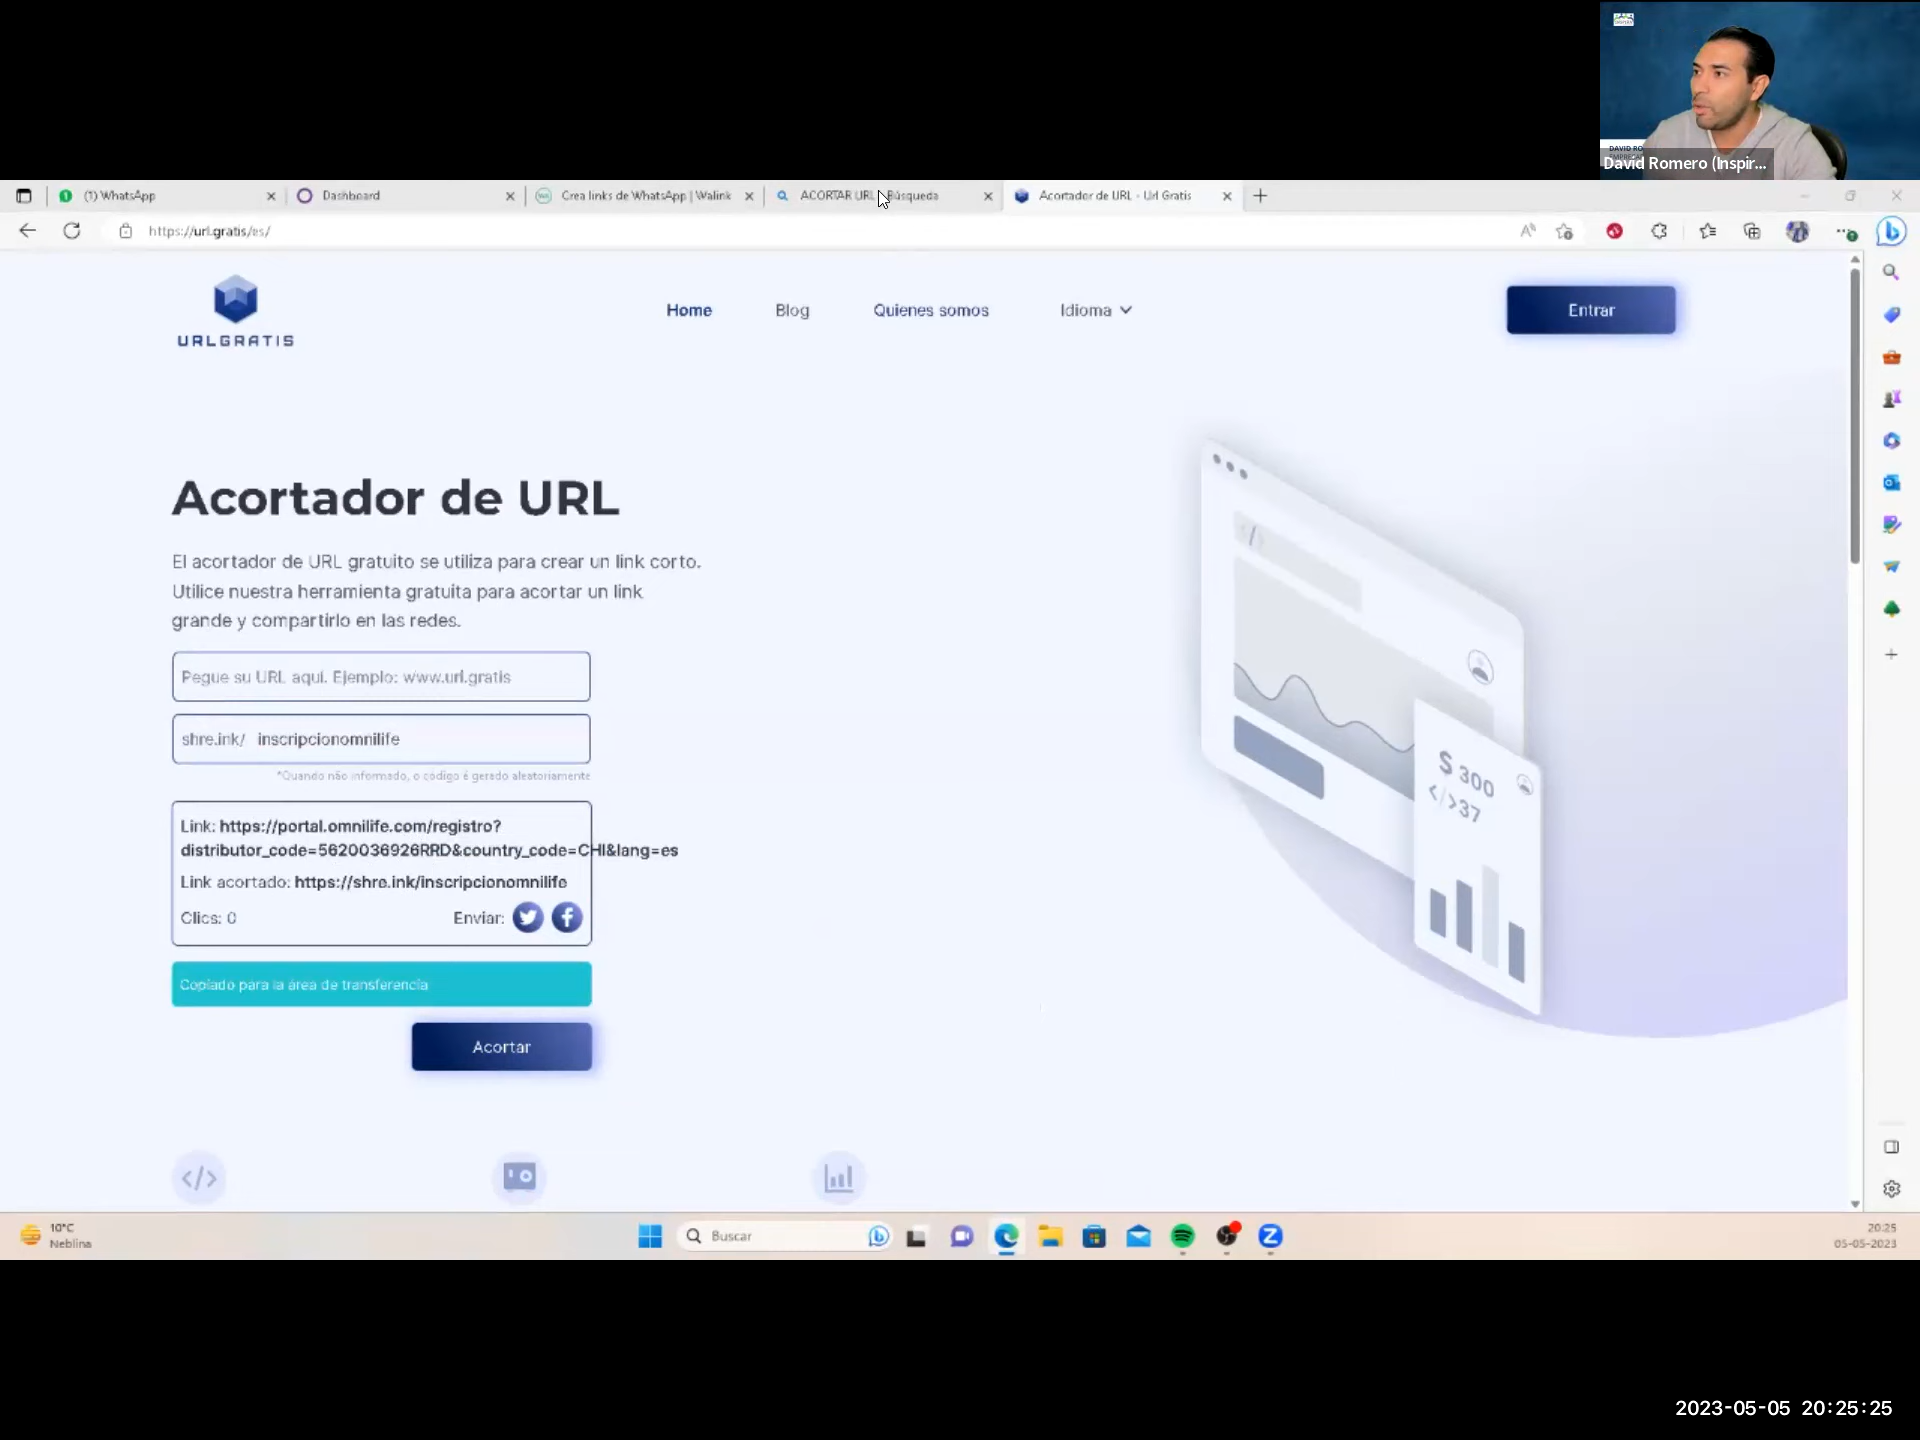 David Romero (Inspir...
(1) WhatsApp
Dashboard
Crea links de WhatsApp | Walink
ACORTAR URL Búsqueda
Acortador de URL - Url Gratis
https://url.gratis/es/
URLGRATIS
Home
Blog
Quienes somos
Idioma
Entrar
Acortador de URL
El acortador de URL gratuito se utiliza para crear un link corto.
Utilice nuestra herramienta gratuita para acortar un link
grande y compartirlo en las redes.
Pegue su URL aquí. Ejemplo: www.url.gratis
shre.ink/ inscripcionomnilife
*Quando não informado, o código é gerado aleatoriamente
Link: https://portal.omnilife.com/registro?
distributor_code=5620036926RRD&country_code=CHI&lang=es
Link acortado: https://shre.ink/inscripcionomnilife
Clics: 0
Enviar:
Copiado para la área de transferencia
Acortar
$ 300
</>37
10°C
Neblina
Buscar
20:25
05-05-2023
2023-05-05 20:25:25